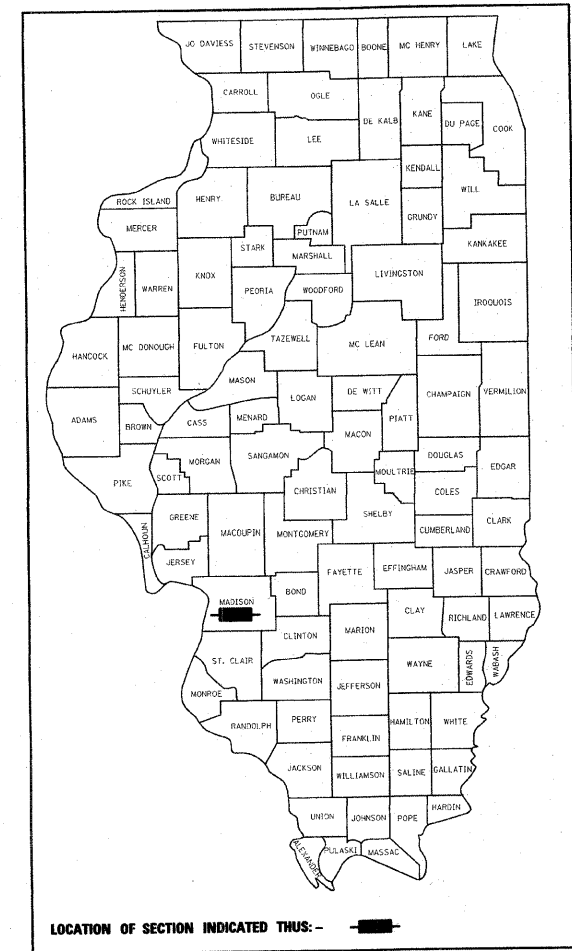 JO DAVIESS STEVENSON WINNEBAGO BOONE MC HENRY LAKE
CARROLL OGLE DE KALB KANE DU PAGE COOK
WHITESIDE LEE KENDALL WILL
ROCK ISLAND HENRY BUREAU LA SALLE GRUNDY
MERCER STARK PUTNAM MARSHALL KANKAKEE
HENDERSON WARREN KNOX PEORIA WOODFORD LIVINGSTON IROQUOIS
HANCOCK MC DONOUGH FULTON TAZEWELL MC LEAN FORD
SCHUYLER MASON LOGAN DE WITT CHAMPAIGN VERMILION
ADAMS BROWN CASS MENARD MACON PIATT
PIKE SCOTT MORGAN SANGAMON CHRISTIAN MOULTRIE DOUGLAS EDGAR
COLES
GREENE MACOUPIN MONTGOMERY SHELBY CUMBERLAND CLARK
CALHOUN JERSEY FAYETTE EFFINGHAM JASPER CRAWFORD
MADISON BOND CLAY RICHLAND LAWRENCE
CLINTON MARION
ST. CLAIR WASHINGTON WAYNE EDWARDS WABASH
MONROE JEFFERSON
RANDOLPH PERRY HAMILTON WHITE
FRANKLIN
JACKSON WILLIAMSON SALINE GALLATIN
UNION JOHNSON POPE HARDIN
ALEXANDER PULASKI MASSAC
LOCATION OF SECTION INDICATED THUS: -